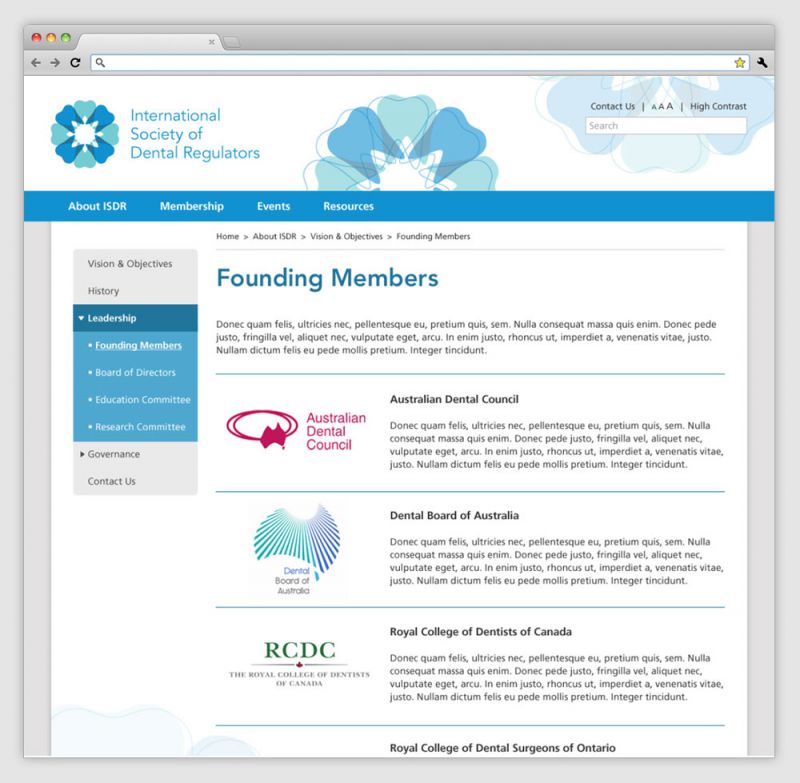 International
Society of
Dental Regulators
Contact Us | A A A | High Contrast
Search
About ISDR Membership Events Resources
Home > About ISDR > Vision & Objectives > Founding Members
Vision & Objectives
History
Leadership
Founding Members
Board of Directors
Education Committee
Research Committee
Governance
Contact Us
Founding Members
Donec quam felis, ultricies nec, pellentesque eu, pretium quis, sem. Nulla consequat massa quis enim. Donec pede
justo, fringilla vel, aliquet nec, vulputate eget, arcu. In enim justo, rhoncus ut, imperdiet a, venenatis vitae, justo.
Nullam dictum felis eu pede mollis pretium. Integer tincidunt.
Australian
Dental
Council
Australian Dental Council
Donec quam felis, ultricies nec, pellentesque eu, pretium quis, sem. Nulla
consequat massa quis enim. Donec pede justo, fringilla vel, aliquet nec,
vulputate eget, arcu. In enim justo, rhoncus ut, imperdiet a, venenatis vitae,
justo. Nullam dictum felis eu pede mollis pretium. Integer tincidunt.
Dental
Board of
Australia
Dental Board of Australia
Donec quam felis, ultricies nec, pellentesque eu, pretium quis, sem. Nulla
consequat massa quis enim. Donec pede justo, fringilla vel, aliquet nec,
vulputate eget, arcu. In enim justo, rhoncus ut, imperdiet a, venenatis vitae,
justo. Nullam dictum felis eu pede mollis pretium. Integer tincidunt.
RCDC
THE ROYAL COLLEGE OF DENTISTS
OF CANADA
Royal College of Dentists of Canada
Donec quam felis, ultricies nec, pellentesque eu, pretium quis, sem. Nulla
consequat massa quis enim. Donec pede justo, fringilla vel, aliquet nec,
vulputate eget, arcu. In enim justo, rhoncus ut, imperdiet a, venenatis vitae,
justo. Nullam dictum felis eu pede mollis pretium. Integer tincidunt.
Royal College of Dental Surgeons of Ontario